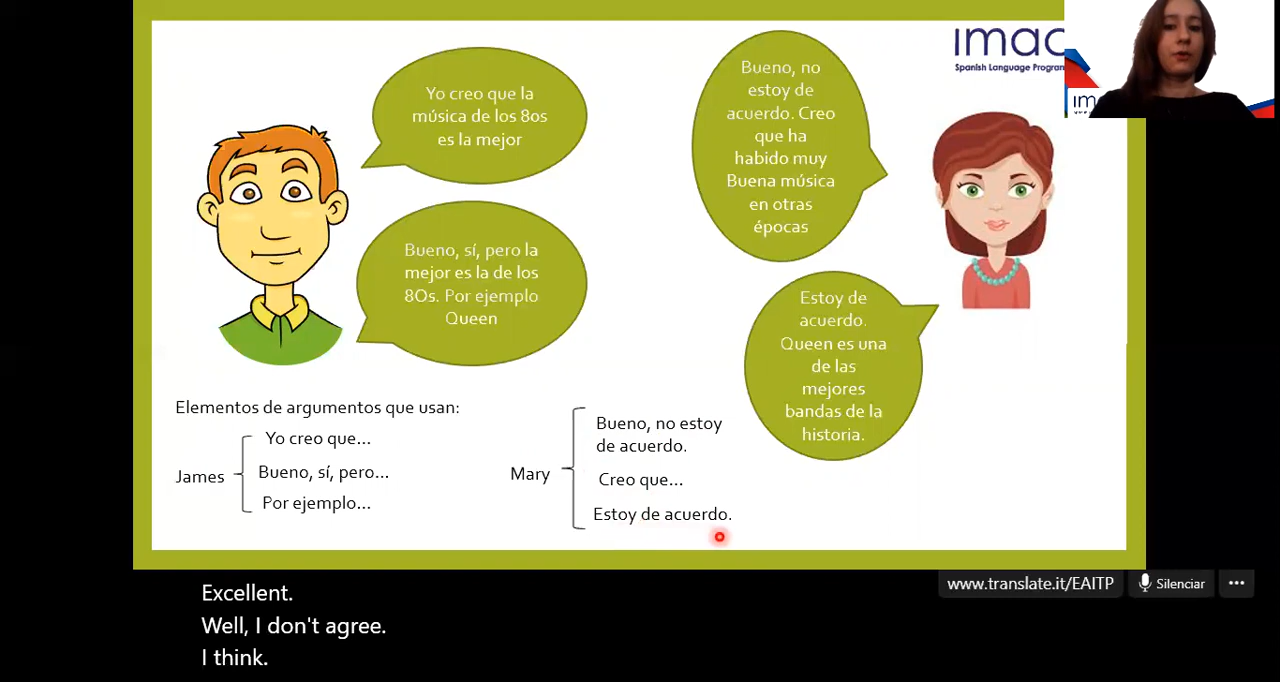 Yo creo que la
música de los 80s
es la mejor
Bueno, no
estoy de
acuerdo. Creo
que ha
habido muy
Buena música
en otras
épocas
imac
Spanish Language Program
im
Bueno, sí, pero la
mejor es la de los
80s. Por ejemplo
Queen
Estoy de
acuerdo.
Queen es una
de las
mejores
bandas de la
historia.
Elementos de argumentos que usan:
James
Yo creo que...
Bueno, sí, pero...
Por ejemplo...
Mary
Bueno, no estoy
de acuerdo.
Creo que...
Estoy de acuerdo.
www.translate.it/EAITP
Silenciar
Excellent.
Well, I don't agree.
I think.